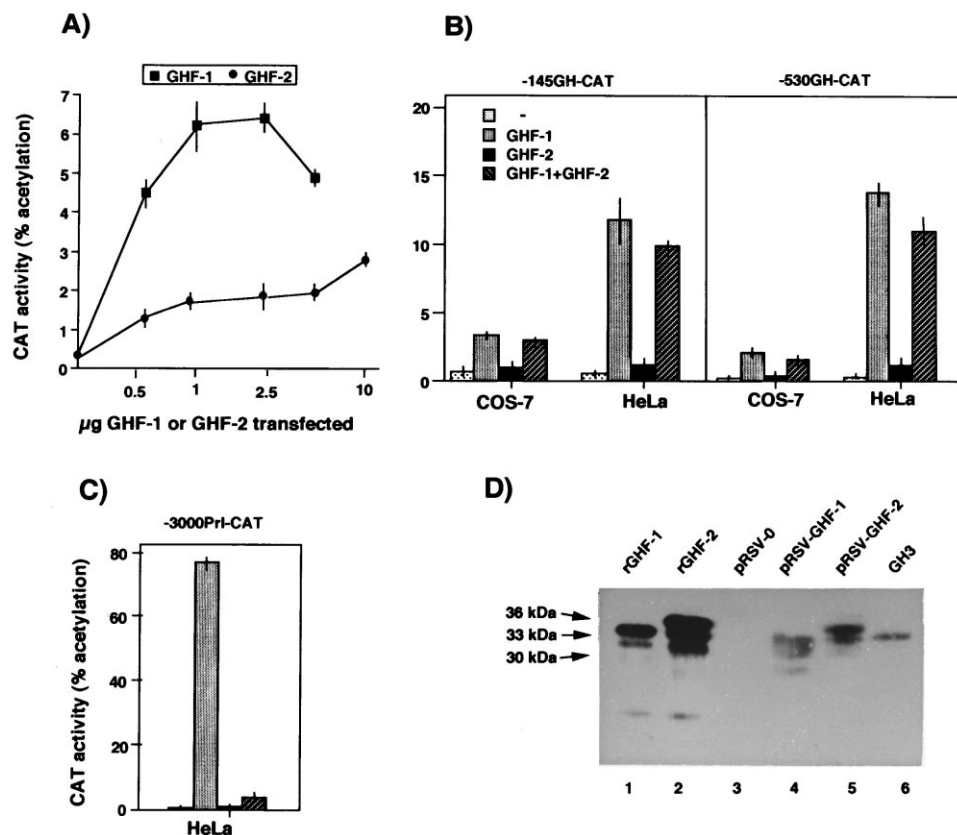 A)
GHF-1 GHF-2
7
6
5
4
3
2
1
0
CAT activity (% acetylation)
0.5 1 2.5 10
µg GHF-1 or GHF-2 transfected
B)
-145GH-CAT -530GH-CAT
20
15
10
5
0
-
GHF-1
GHF-2
GHF-1+GHF-2
COS-7 HeLa COS-7 HeLa
C)
-3000Prl-CAT
80
60
40
20
0
CAT activity (% acetylation)
HeLa
D)
rGHF-1 rGHF-2 pRSV-0 pRSV-GHF-1 pRSV-GHF-2 GH3
36 kDa
33 kDa
30 kDa
1 2 3 4 5 6